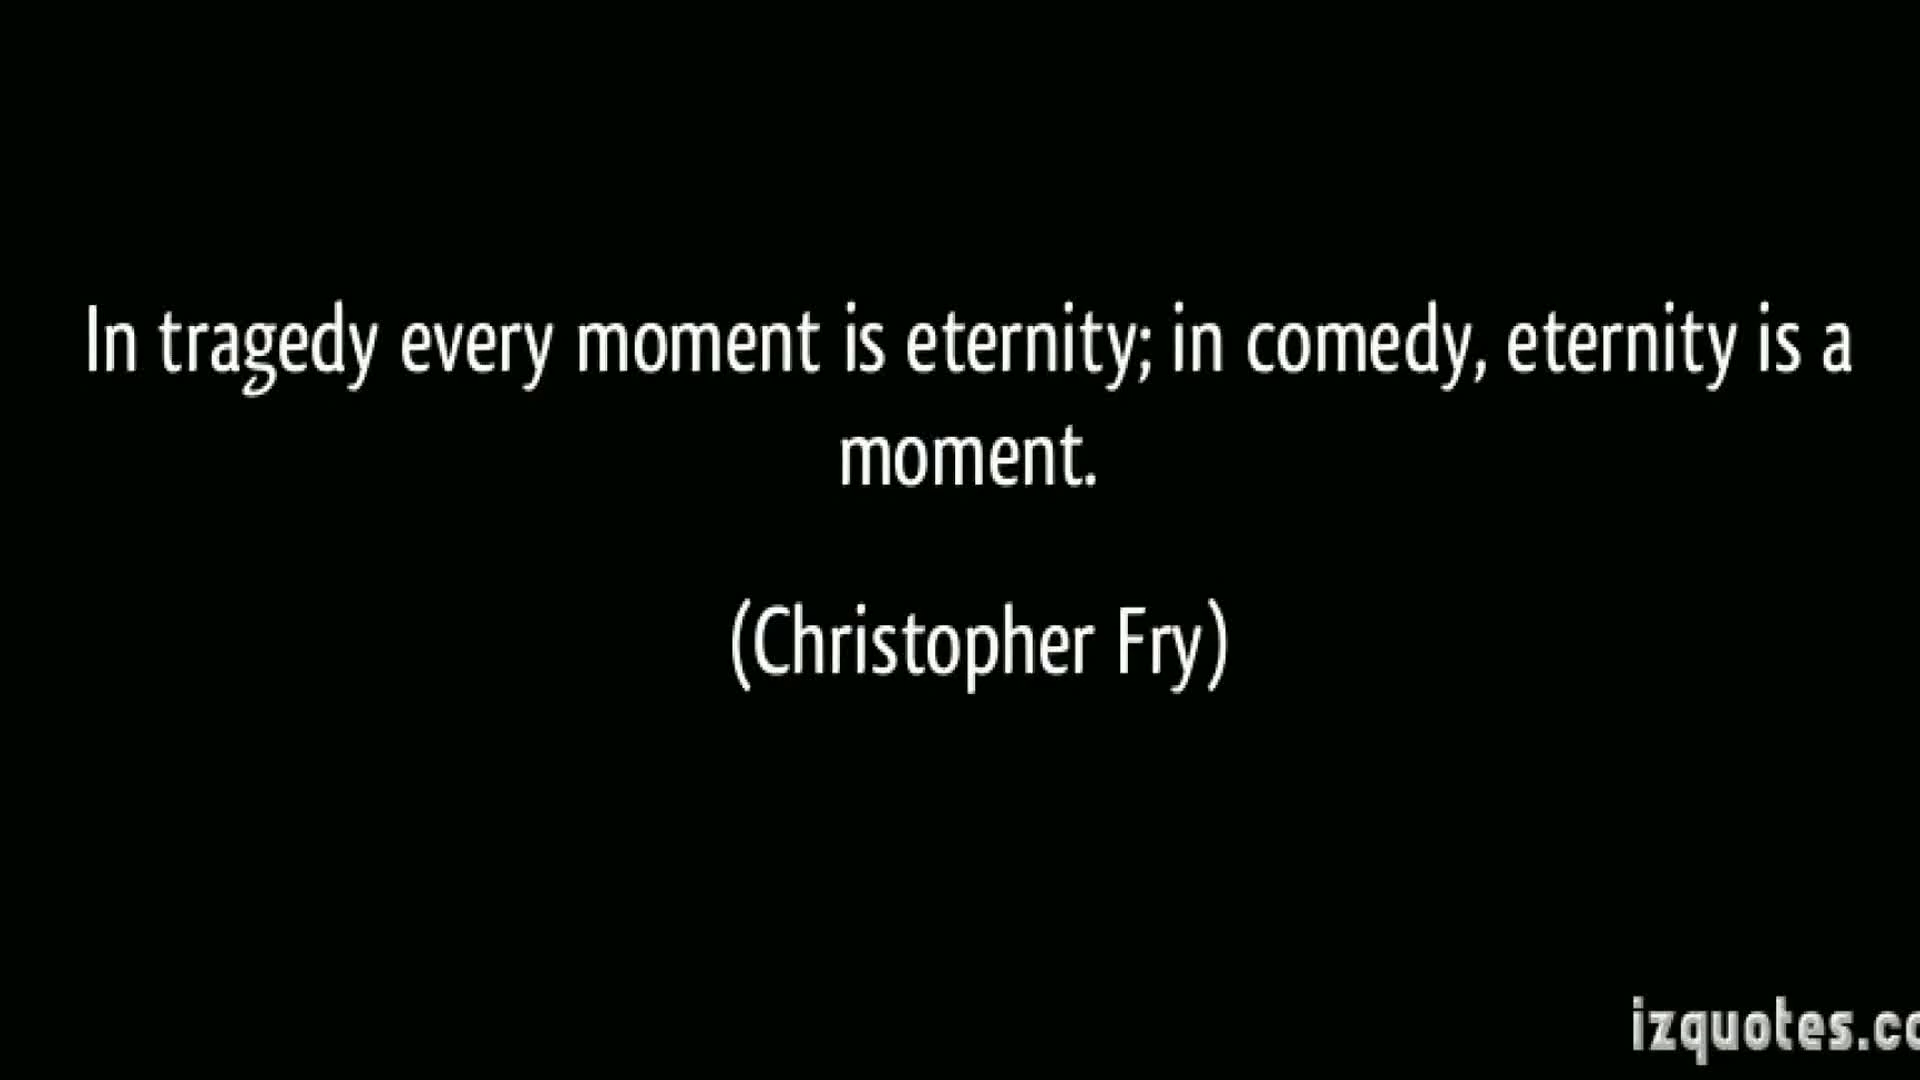 In tragedy every moment is eternity; in comedy, eternity is a
moment.
(Christopher Fry)
izquotes.co